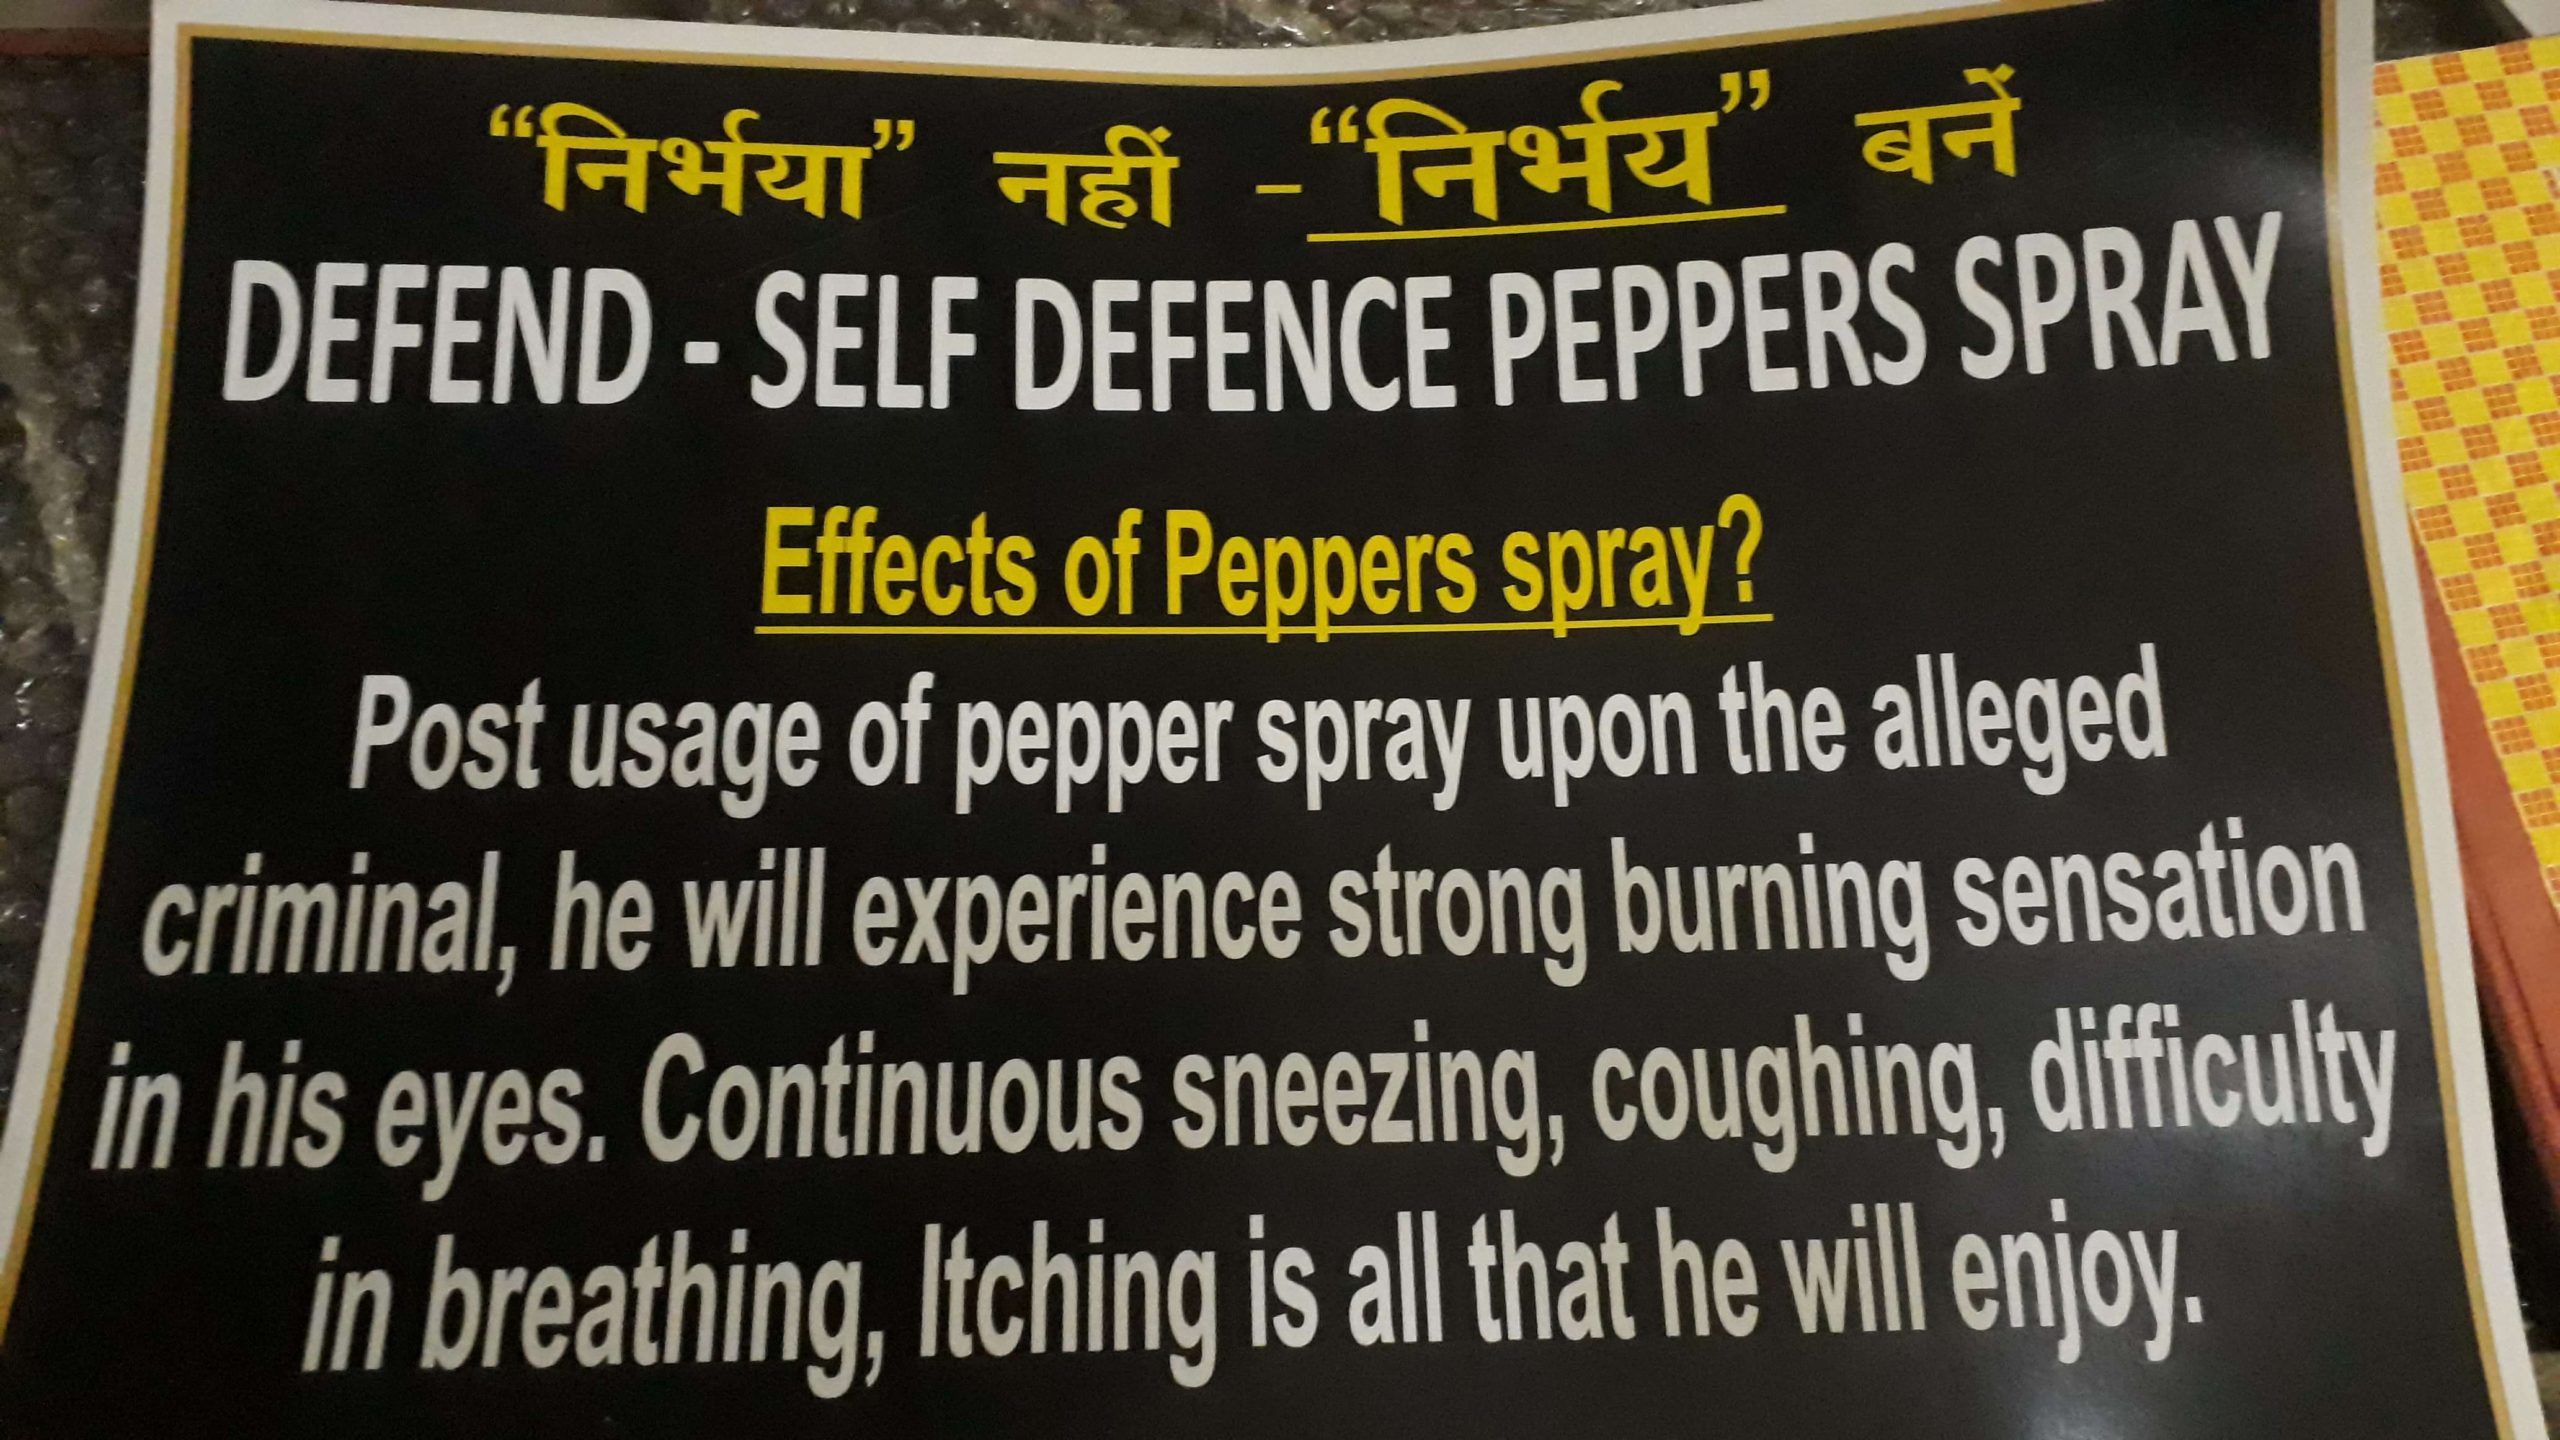 “निर्भया” नहीं – “निर्भय” बनें
DEFEND - SELF DEFENCE PEPPERS SPRAY
Effects of Peppers spray?
Post usage of pepper spray upon the alleged
criminal, he will experience strong burning sensation
in his eyes. Continuous sneezing, coughing, difficulty
in breathing, Itching is all that he will enjoy.